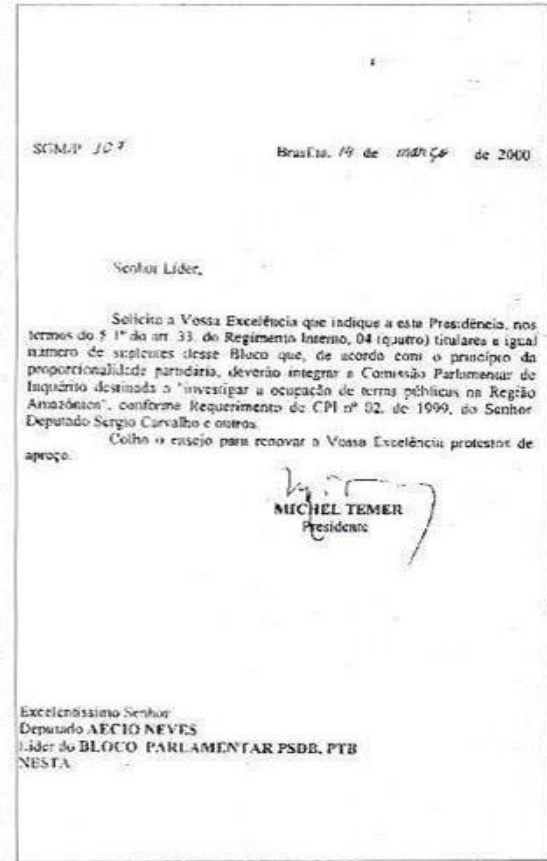 SGM/P 107
Brasília, 14 de março de 2000
Senhor Líder,
Solicito a Vossa Excelência que indique a esta Presidência, nos
termos do § 1º do art. 33, do Regimento Interno, 04 (quatro) titulares e igual
número de suplentes desse Bloco que, de acordo com o princípio da
proporcionalidade partidária, deverão integrar a Comissão Parlamentar de
Inquérito destinada a "investigar a ocupação de terras públicas na Região
Amazônica", conforme Requerimento de CPI nº 02, de 1999, do Senhor
Deputado Sergio Carvalho e outros.
Colho o ensejo para renovar a Vossa Excelência protestos de
apreço.
MICHEL TEMER
Presidente
Excelentíssimo Senhor
Deputado AECIO NEVES
Líder do BLOCO PARLAMENTAR PSDB, PTB
NESTA